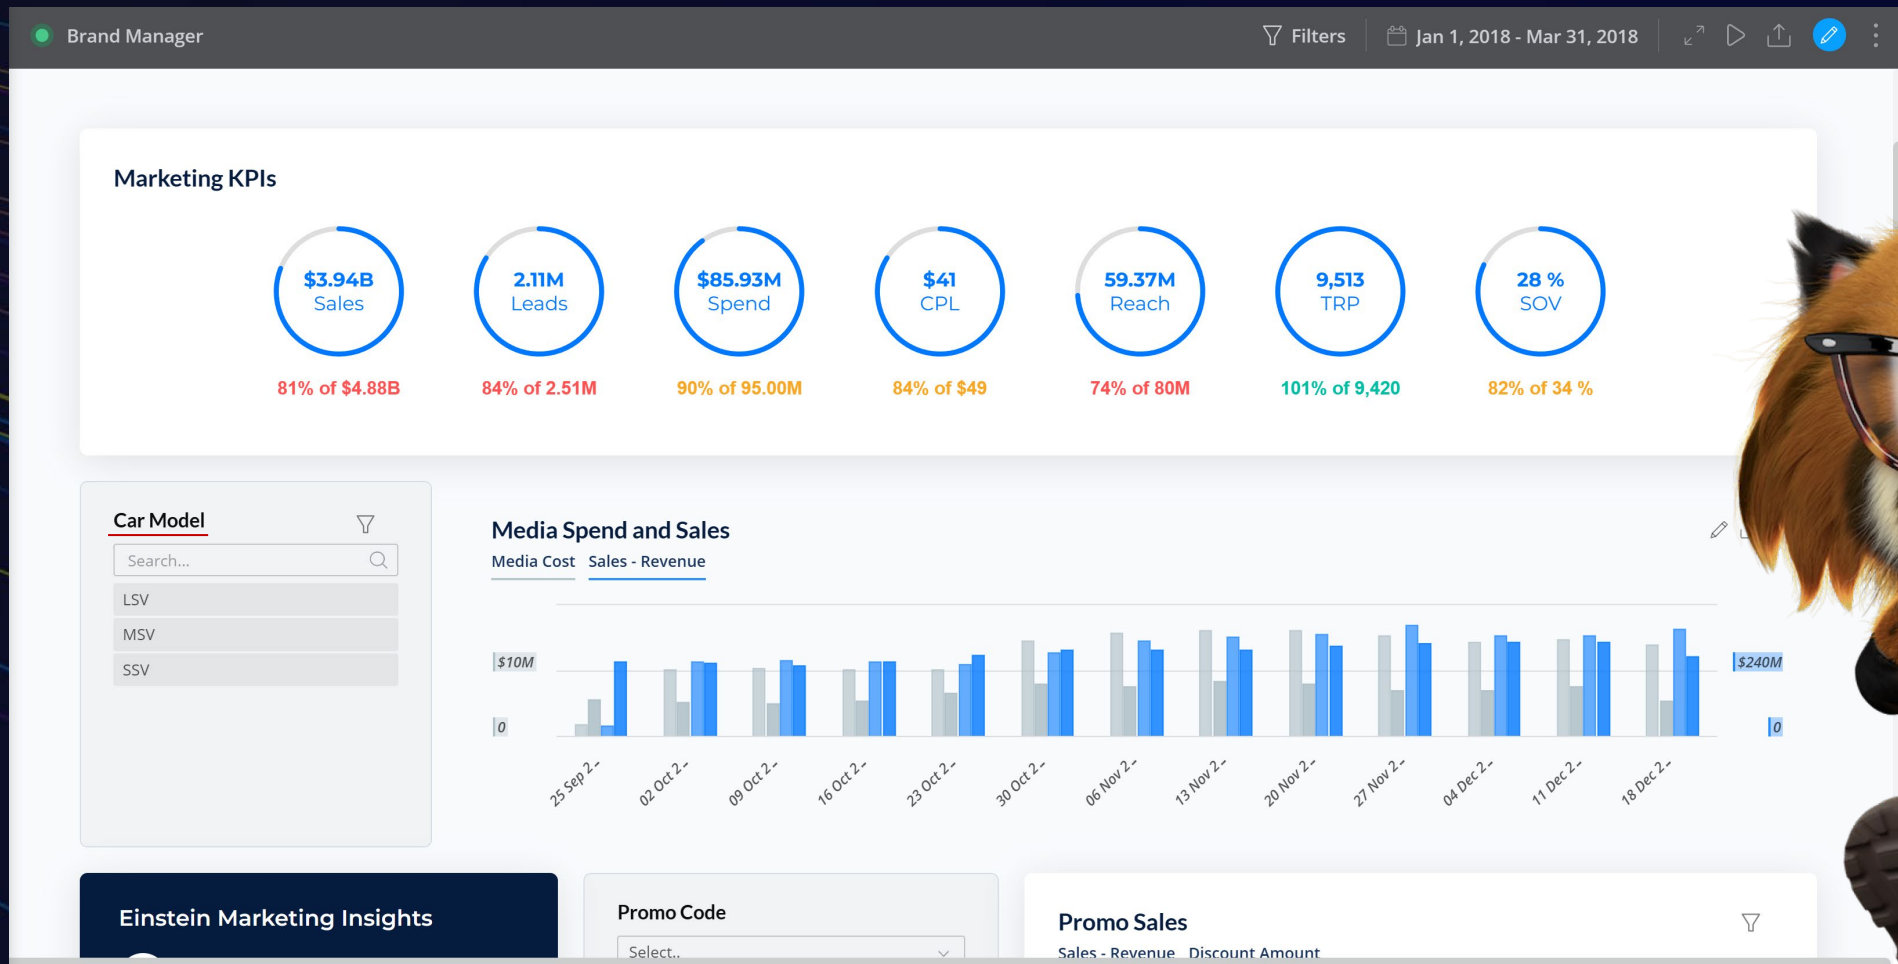 Brand Manager
Filters
Jan 1, 2018 - Mar 31, 2018
Marketing KPIs
$3.94B
Sales
81% of $4.88B
2.11M
Leads
84% of 2.51M
$85.93M
Spend
90% of 95.00M
$41
CPL
84% of $49
59.37M
Reach
74% of 80M
9,513
TRP
101% of 9,420
28 %
SOV
82% of 34 %
Car Model
Search...
LSV
MSV
SSV
Media Spend and Sales
Media Cost Sales - Revenue
$10M
0
$240M
0
25 Sep 2-
02 Oct 2-
09 Oct 2-
16 Oct 2-
23 Oct 2-
30 Oct 2-
06 Nov 2-
13 Nov 2-
20 Nov 2-
27 Nov 2-
04 Dec 2-
11 Dec 2-
18 Dec 2-
Einstein Marketing Insights
Promo Code
Select..
Promo Sales
Sales - Revenue Discount Amount